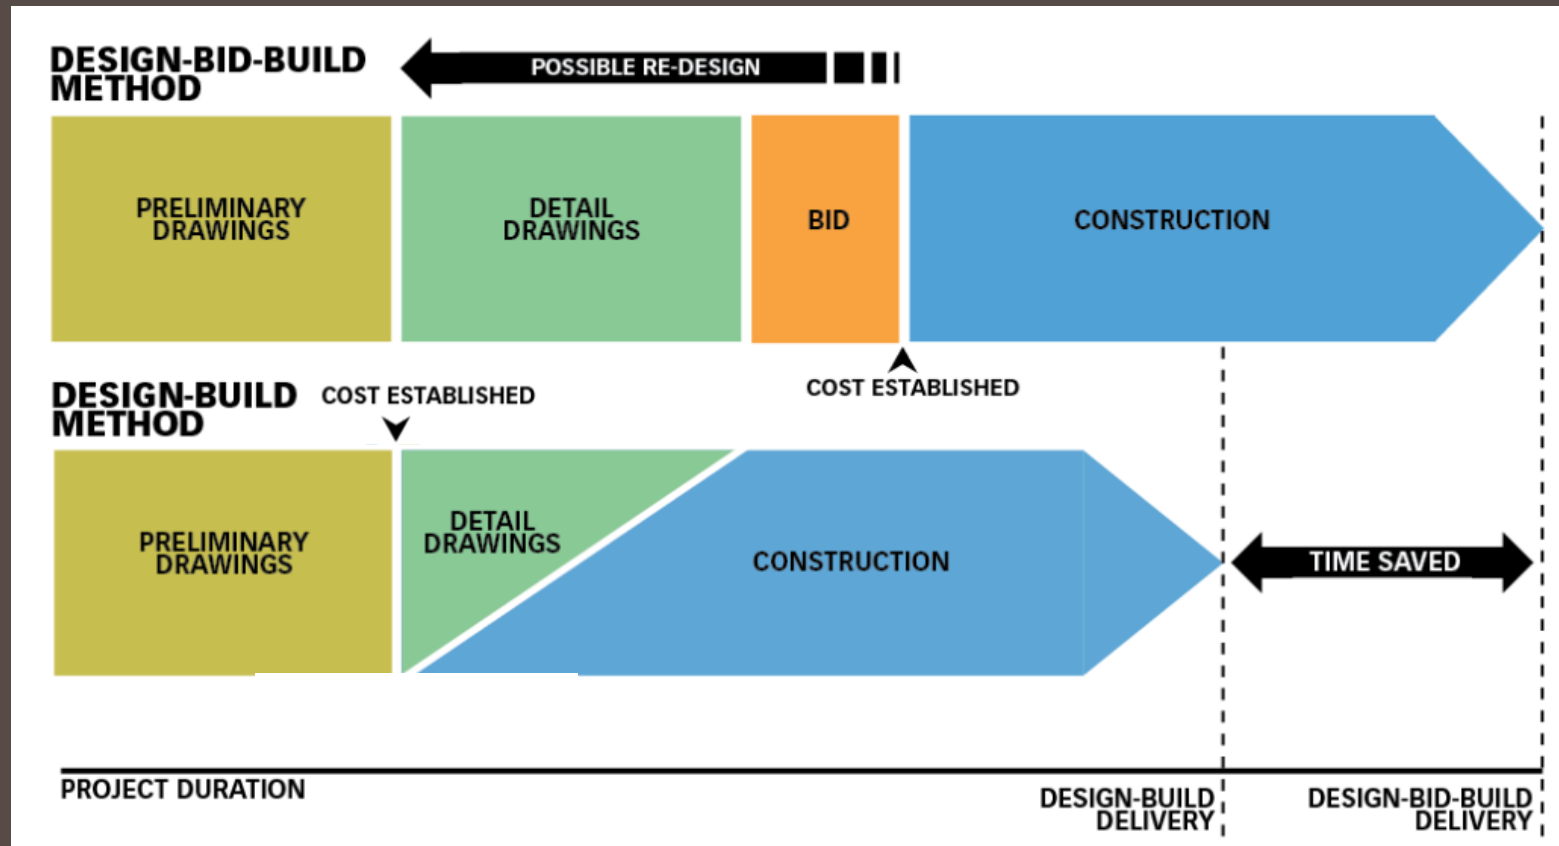 DESIGN-BID-BUILD
METHOD
POSSIBLE RE-DESIGN
PRELIMINARY
DRAWINGS
DETAIL
DRAWINGS
BID
CONSTRUCTION
COST ESTABLISHED
DESIGN-BUILD
METHOD
COST ESTABLISHED
PRELIMINARY
DRAWINGS
DETAIL
DRAWINGS
CONSTRUCTION
TIME SAVED
PROJECT DURATION
DESIGN-BUILD
DELIVERY
DESIGN-BID-BUILD
DELIVERY